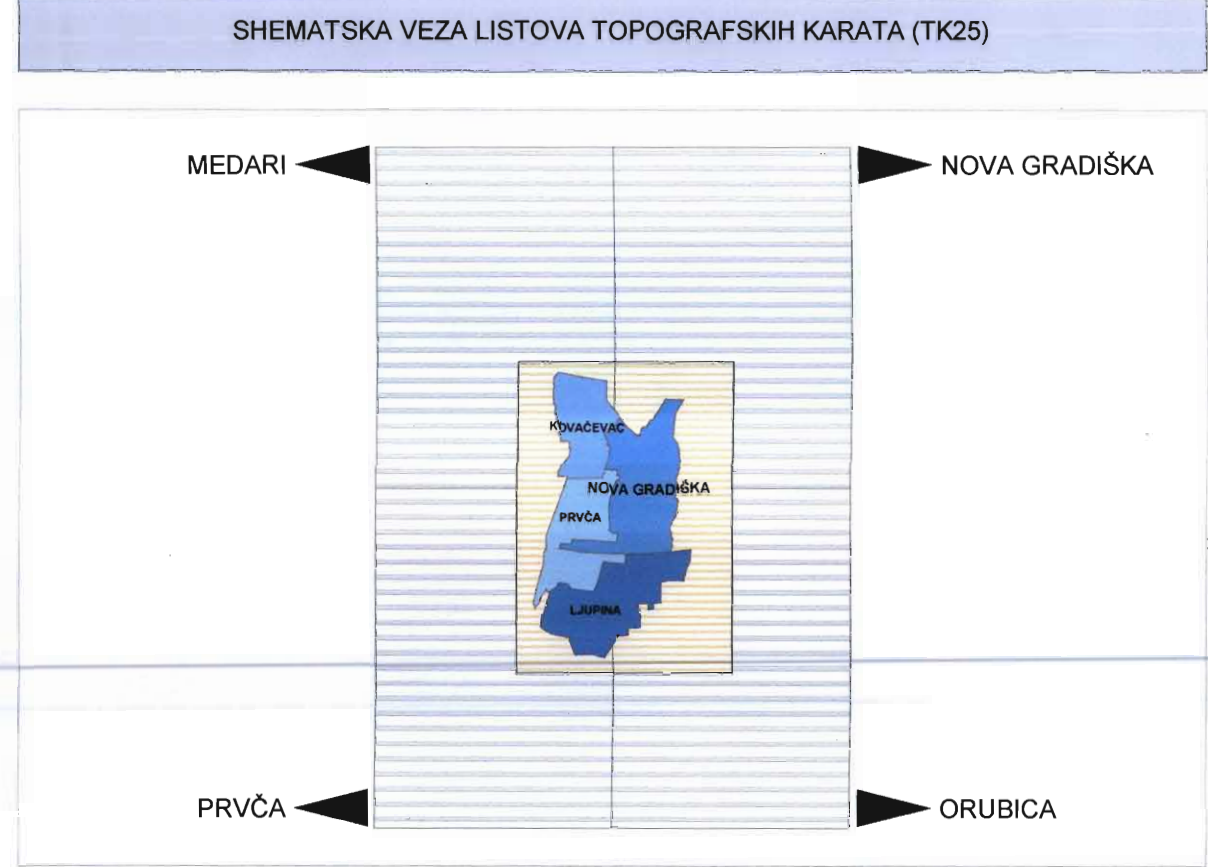 SHEMATSKA VEZA LISTOVA TOPOGRAFSKIH KARATA (TK25)
MEDARI
NOVA GRADIŠKA
KOVAČEVAC
NOVA GRADIŠKA
PRVČA
LJUPINA
PRVČA
ORUBICA